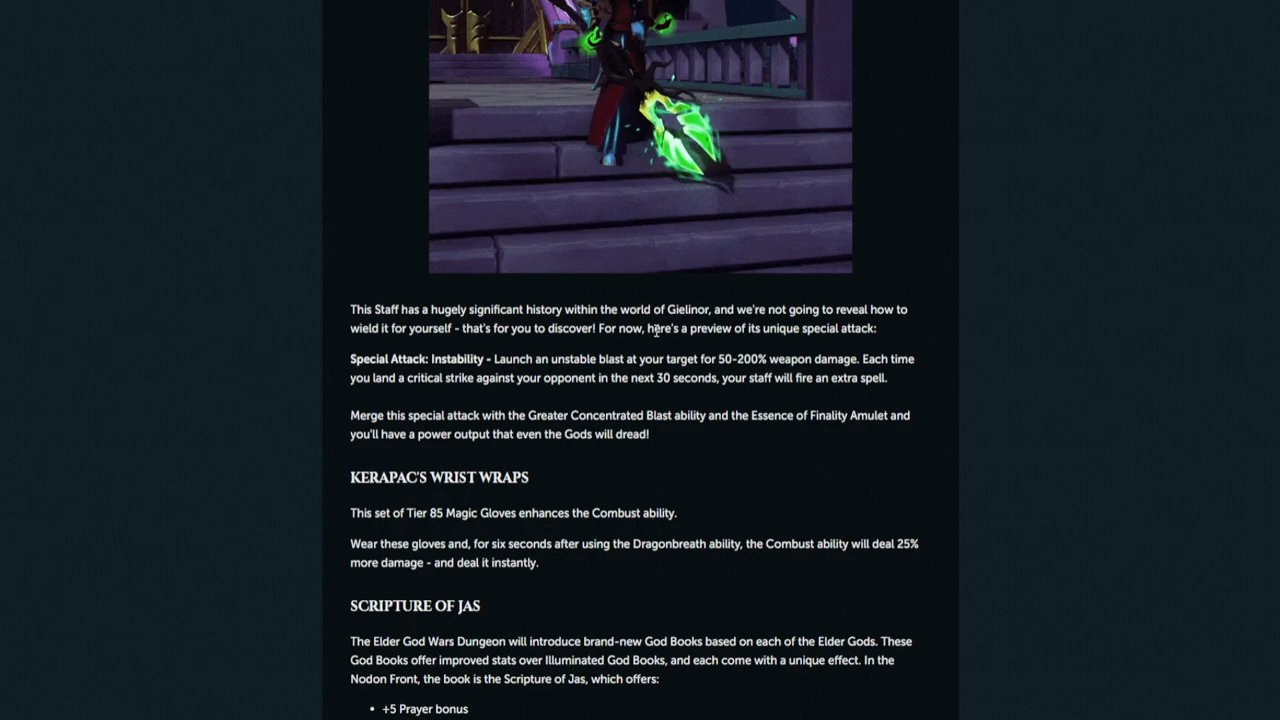 This Staff has a hugely significant history within the world of Gielinor, and we're not going to reveal how to
wield it for yourself - that's for you to discover! For now, here's a preview of its unique special attack:
Special Attack: Instability - Launch an unstable blast at your target for 50-200% weapon damage. Each time
you land a critical strike against your opponent in the next 30 seconds, your staff will fire an extra spell.
Merge this special attack with the Greater Concentrated Blast ability and the Essence of Finality Amulet and
you'll have a power output that even the Gods will dread!
KERAPAC'S WRIST WRAPS
This set of Tier 85 Magic Gloves enhances the Combust ability.
Wear these gloves and, for six seconds after using the Dragonbreath ability, the Combust ability will deal 25%
more damage - and deal it instantly.
SCRIPTURE OF JAS
The Elder God Wars Dungeon will introduce brand-new God Books based on each of the Elder Gods. These
God Books offer improved stats over Illuminated God Books, and each come with a unique effect. In the
Nodon Front, the book is the Scripture of Jas, which offers:
• +5 Prayer bonus